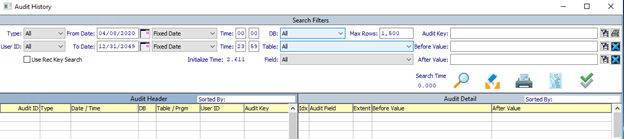 Audit History
Search Filters
Type: All From Date: 04/08/2020 Fixed Date Time: 00 00 DB: All Max Rows: 1,500 Audit Key:
User ID: All To Date: 12/31/2049 Fixed Date Time: 23 59 Table: All Before Value:
Use Rec Key Search Initialize Time: 2.611 Field: All After Value:
Search Time
0.000
Audit Header Sorted By: Audit Detail Sorted By:
Audit ID Type Date / Time DB Table / Prgm User ID Audit Key Idx Audit Field Extent Before Value After Value